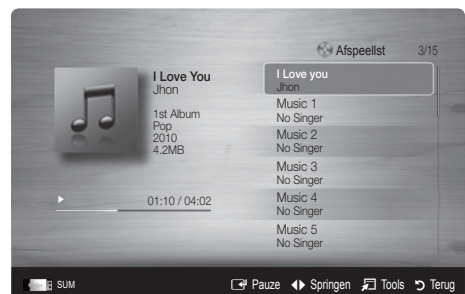 Afspeellst 3/15
I Love You
Jhon
1st Album
Pop
2010
4.2MB
01:10 / 04:02
I Love you
Jhon
Music 1
No Singer
Music 2
No Singer
Music 3
No Singer
Music 4
No Singer
Music 5
No Singer
SUM Pauze Springen Tools Terug